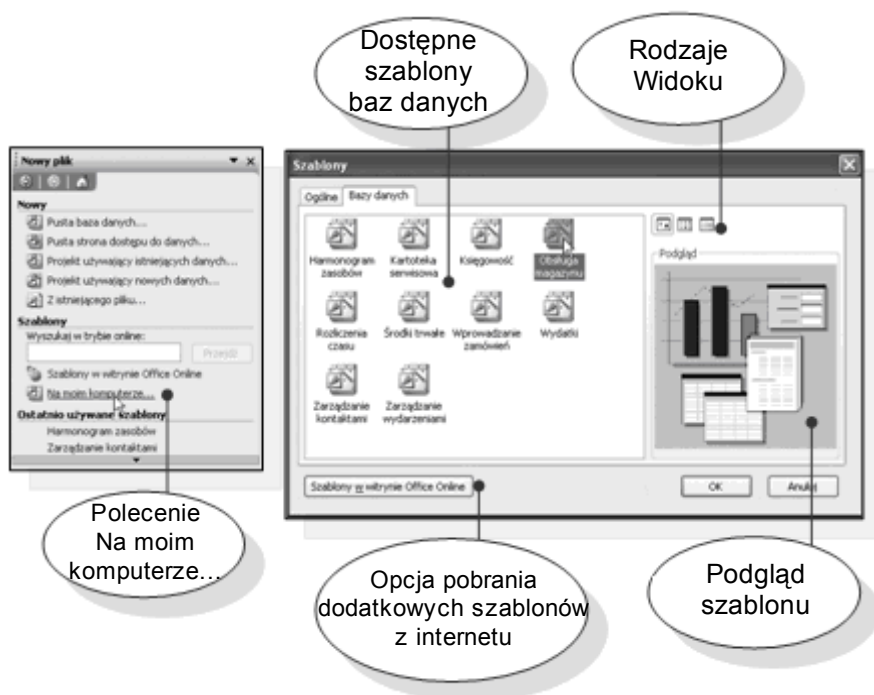 Dostępne
szablony
baz danych
Rodzaje
Widoku
Nowy plik
Nowy
Pusta baza danych...
Pusta strona dostępu do danych...
Projekt używający istniejących danych...
Projekt używający nowych danych...
Z istniejącego pliku...
Szablony
Wyszukaj w trybie online:
Przejdź
Szablony w witrynie Office Online
Na moim komputerze...
Ostatnio używane szablony
Harmonogram zasobów
Zarządzanie kontaktami
Szablony
Ogólne Bazy danych
Harmonogram zasobów
Kartoteka serwisowa
Księgowość
Obsługa magazynu
Rozliczenia czasu
Środki trwałe
Wprowadzanie zamówień
Wydatki
Zarządzanie kontaktami
Zarządzanie wydarzeniami
Podgląd
Szablony w witrynie Office Online
OK
Anuluj
Polecenie
Na moim
komputerze...
Opcja pobrania
dodatkowych szablonów
z internetu
Podgląd
szablonu